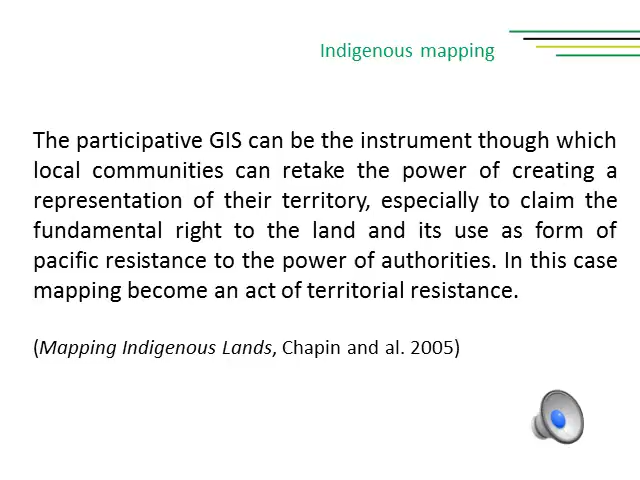 Indigenous mapping
The participative GIS can be the instrument though which
local communities can retake the power of creating a
representation of their territory, especially to claim the
fundamental right to the land and its use as form of
pacific resistance to the power of authorities. In this case
mapping become an act of territorial resistance.
(Mapping Indigenous Lands, Chapin and al. 2005)